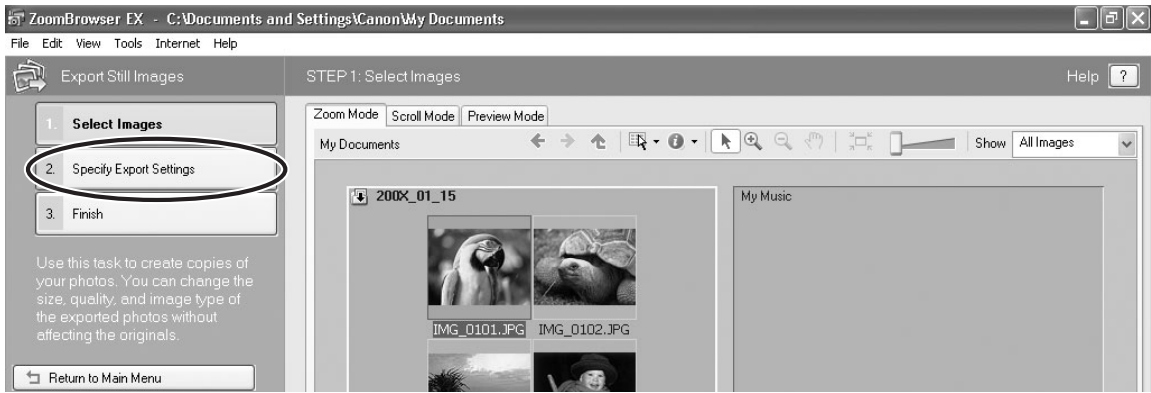 ZoomBrowser EX - C:\Documents and Settings\Canon\My Documents
File Edit View Tools Internet Help
Export Still Images
STEP 1: Select Images
Help ?
1. Select Images
2. Specify Export Settings
3. Finish
Use this task to create copies of
your photos. You can change the
size, quality, and image type of
the exported photos without
affecting the originals.
Return to Main Menu
Zoom Mode Scroll Mode Preview Mode
My Documents
Show All Images
200X_01_15
IMG_0101.JPG IMG_0102.JPG
My Music